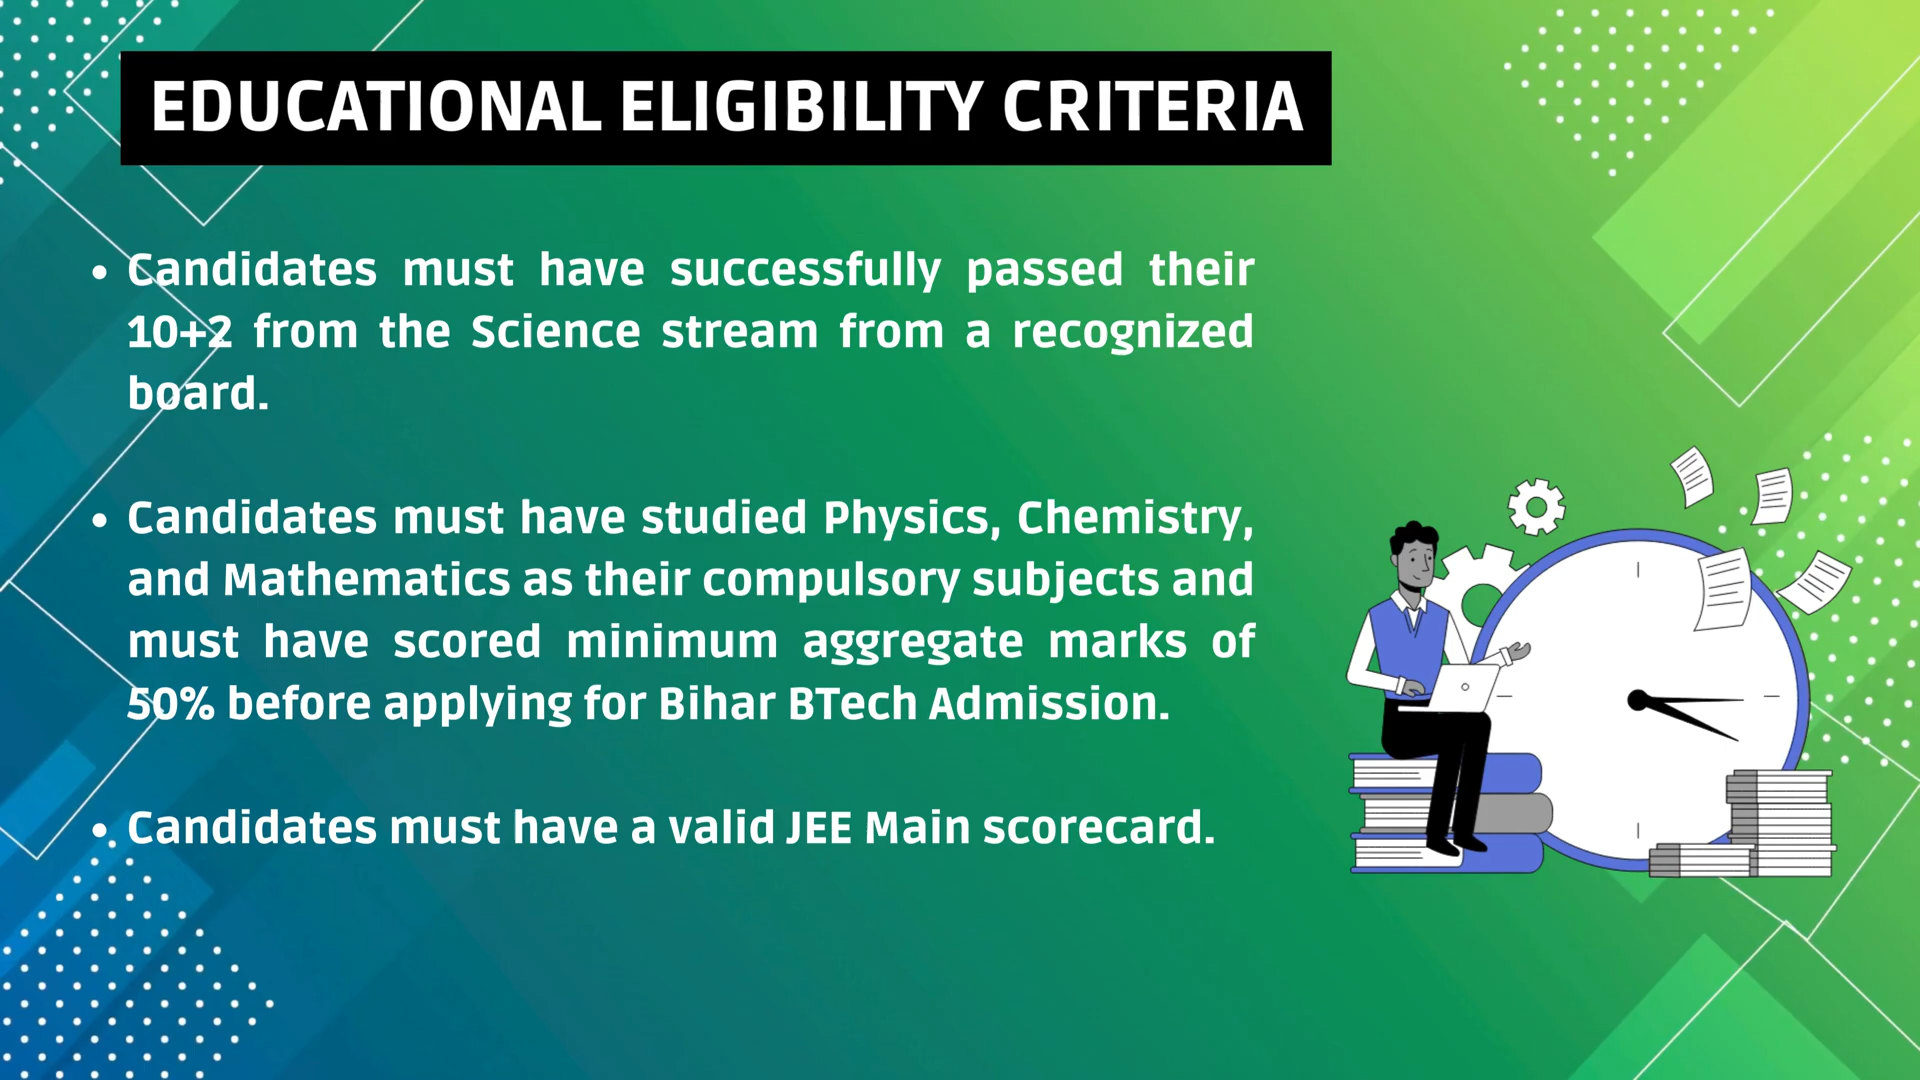 EDUCATIONAL ELIGIBILITY CRITERIA
• Candidates must have successfully passed their
10+2 from the Science stream from a recognized
board.
• Candidates must have studied Physics, Chemistry,
and Mathematics as their compulsory subjects and
must have scored minimum aggregate marks of
50% before applying for Bihar BTech Admission.
• Candidates must have a valid JEE Main scorecard.